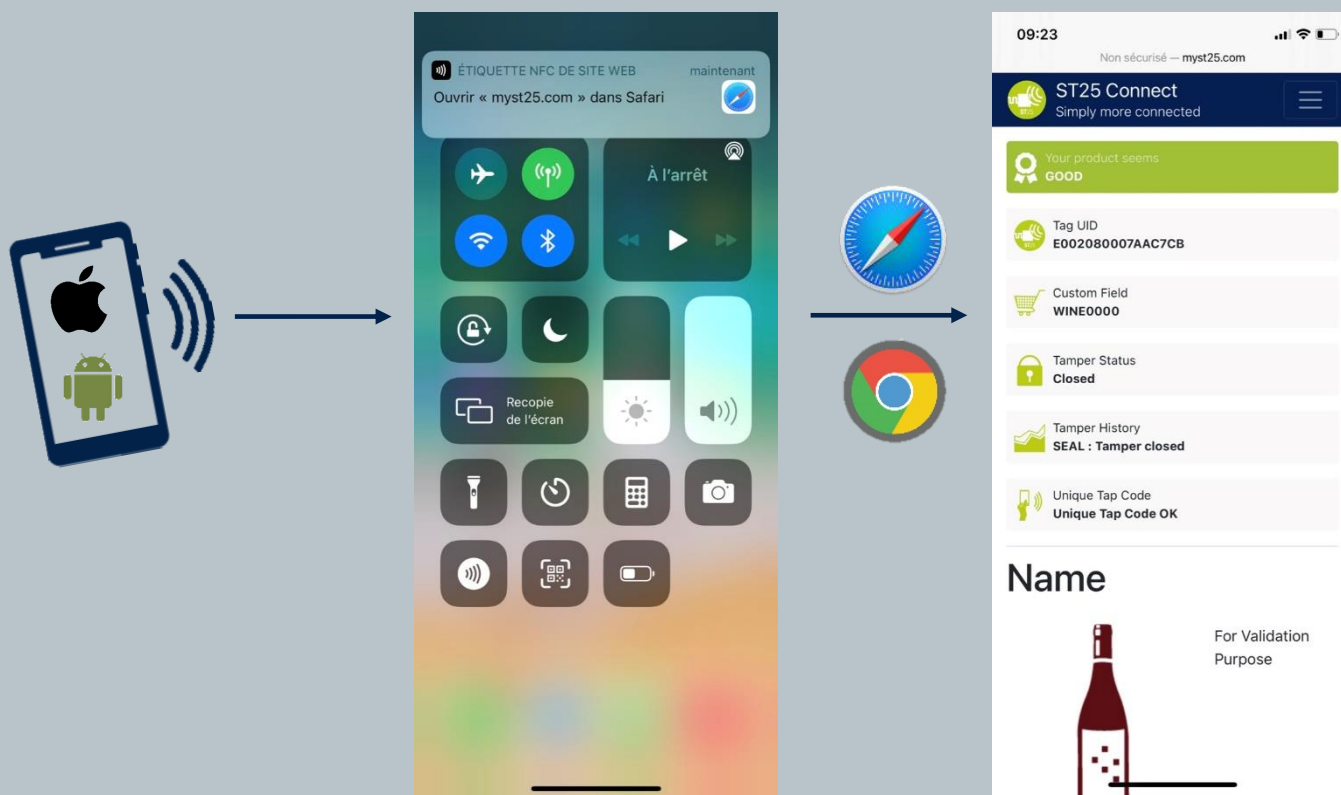 ÉTIQUETTE NFC DE SITE WEB maintenant
Ouvrir « myst25.com » dans Safari
À l'arrêt
Recopie
de l'écran
09:23
Non sécurisé — myst25.com
ST25 Connect
Simply more connected
Your product seems
GOOD
Tag UID
E002080007AAC7CB
Custom Field
WINE0000
Tamper Status
Closed
Tamper History
SEAL : Tamper closed
Unique Tap Code
Unique Tap Code OK
Name
For Validation
Purpose